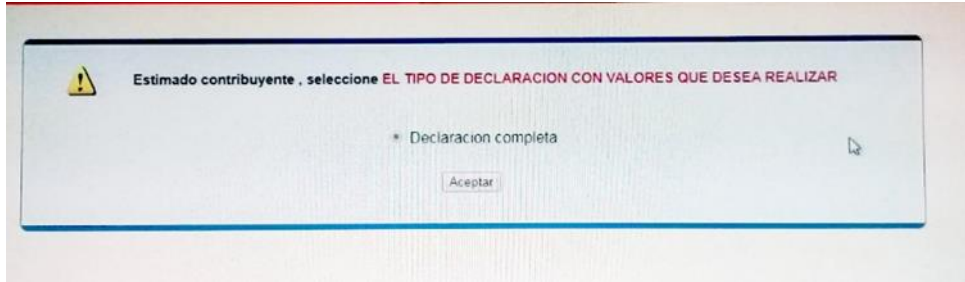 Estimado contribuyente , seleccione EL TIPO DE DECLARACION CON VALORES QUE DESEA REALIZAR
Declaracion completa
Aceptar